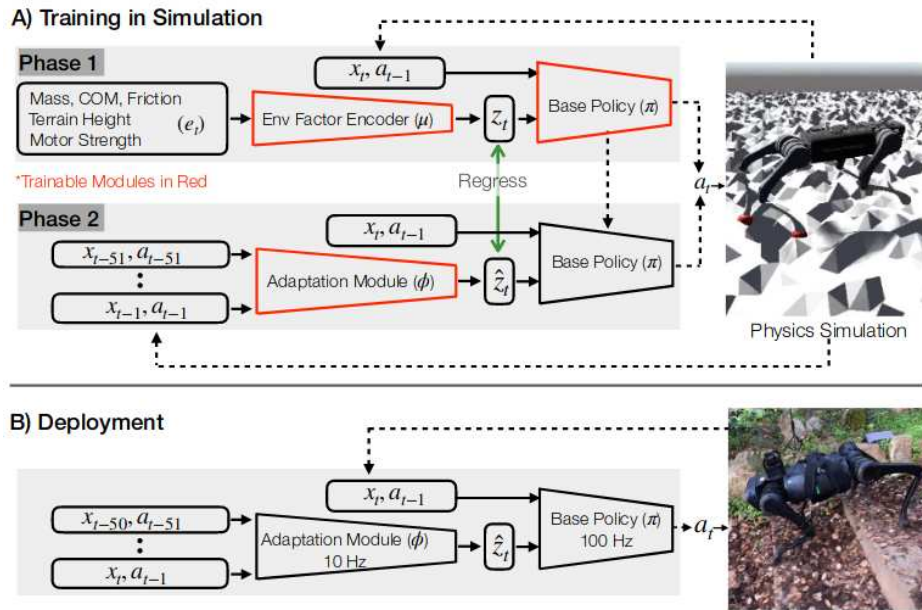 A) Training in Simulation
Phase 1
x_t, a_{t-1}
Mass, COM, Friction
Terrain Height
Motor Strength
(e_t)
Env Factor Encoder (μ)
z_t
Base Policy (π)
*Trainable Modules in Red
Regress
a_t
Phase 2
x_t, a_{t-1}
x_{t-51}, a_{t-51}
⋮
x_{t-1}, a_{t-1}
Adaptation Module (ϕ)
ẑ_t
Base Policy (π)
Physics Simulation
B) Deployment
x_t, a_{t-1}
x_{t-50}, a_{t-51}
⋮
x_t, a_{t-1}
Adaptation Module (ϕ)
10 Hz
ẑ_t
Base Policy (π)
100 Hz
a_t